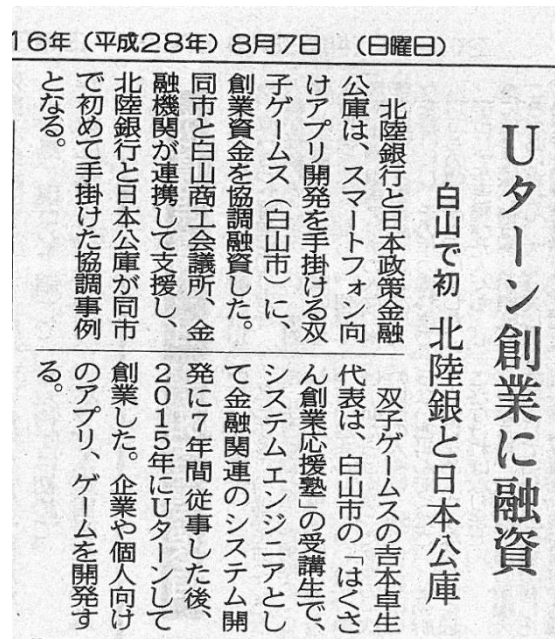 16年（平成28年）8月7日　（日曜日）
Uターン創業に融資
白山で初　北陸銀と日本公庫
北陸銀行と日本政策金融
公庫は、スマートフォン向
けアプリ開発を手掛ける双
子ゲームス（白山市）に、
創業資金を協調融資した。
同市と白山商工会議所、金
融機関が連携して支援し、
北陸銀行と日本公庫が同市
で初めて手掛けた協調事例
となる。
双子ゲームスの吉本卓生
代表は、白山市の「はくさ
ん創業応援塾」の受講生で、
システムエンジニアとし
て金融関連のシステム開
発に7年間従事した後、
2015年にUターンして
創業した。企業や個人向け
のアプリ、ゲームを開発す
る。